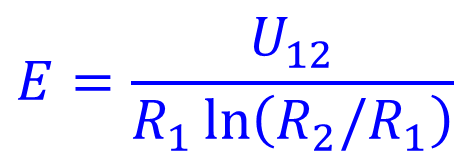 E = U₁₂ / (R₁ ln(R₂/R₁))